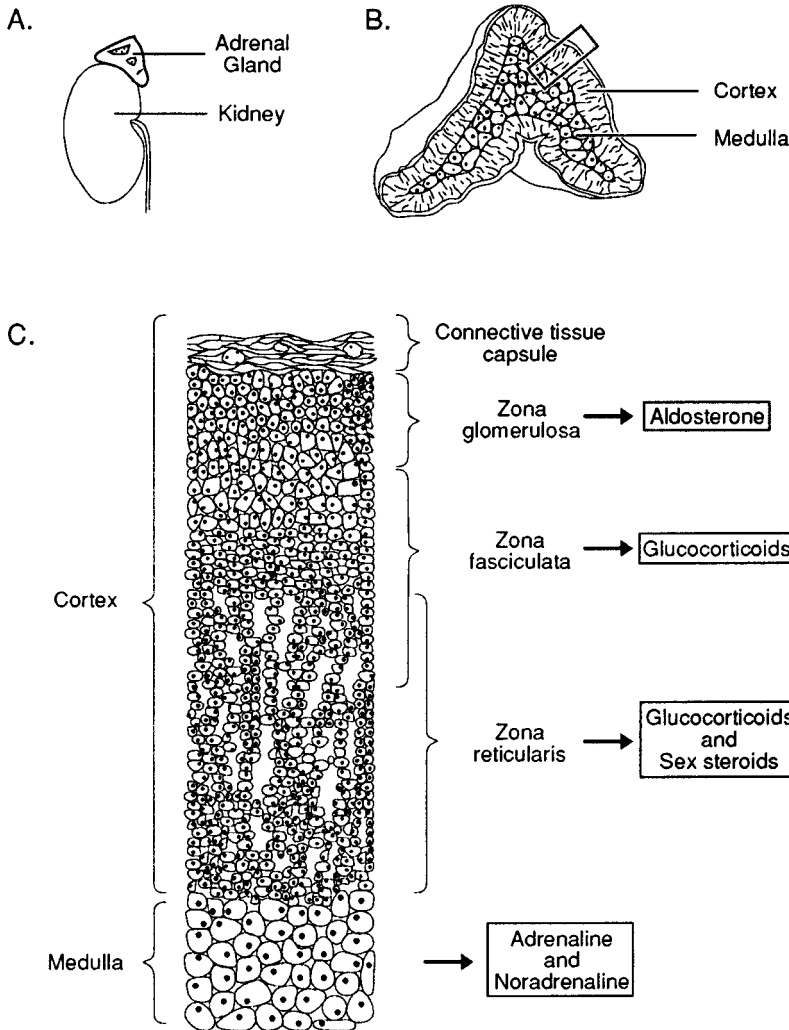 A.
Adrenal
Gland
Kidney
B.
Cortex
Medulla
C.
Connective tissue
capsule
Zona
glomerulosa
Aldosterone
Zona
fasciculata
Glucocorticoids
Cortex
Zona
reticularis
Glucocorticoids
and
Sex steroids
Medulla
Adrenaline
and
Noradrenaline